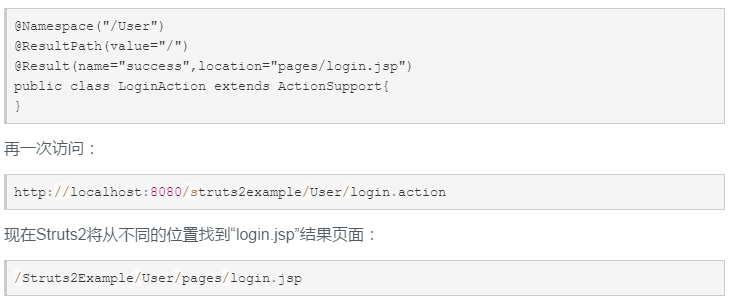 @Namespace("/User")
@ResultPath(value="/")
@Result(name="success",location="pages/login.jsp")
public class LoginAction extends ActionSupport{
}
再一次访问：
http://localhost:8080/struts2example/User/login.action
现在Struts2将从不同的位置找到“login.jsp”结果页面：
/Struts2Example/User/pages/login.jsp